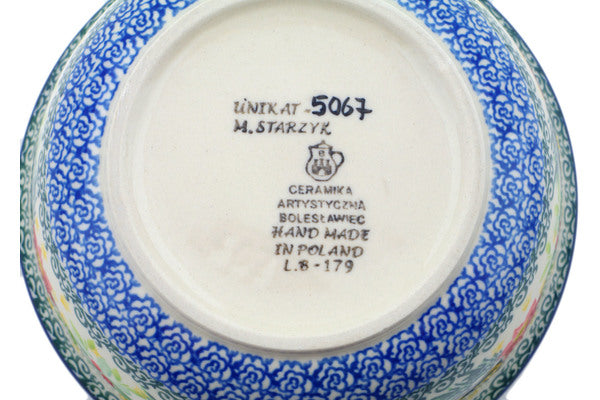 UNIKAT - 5067
M. STARZYK
CERAMIKA
ARTYSTYCZNA
BOLESŁAWIEC
HAND MADE
IN POLAND
L.B - 179